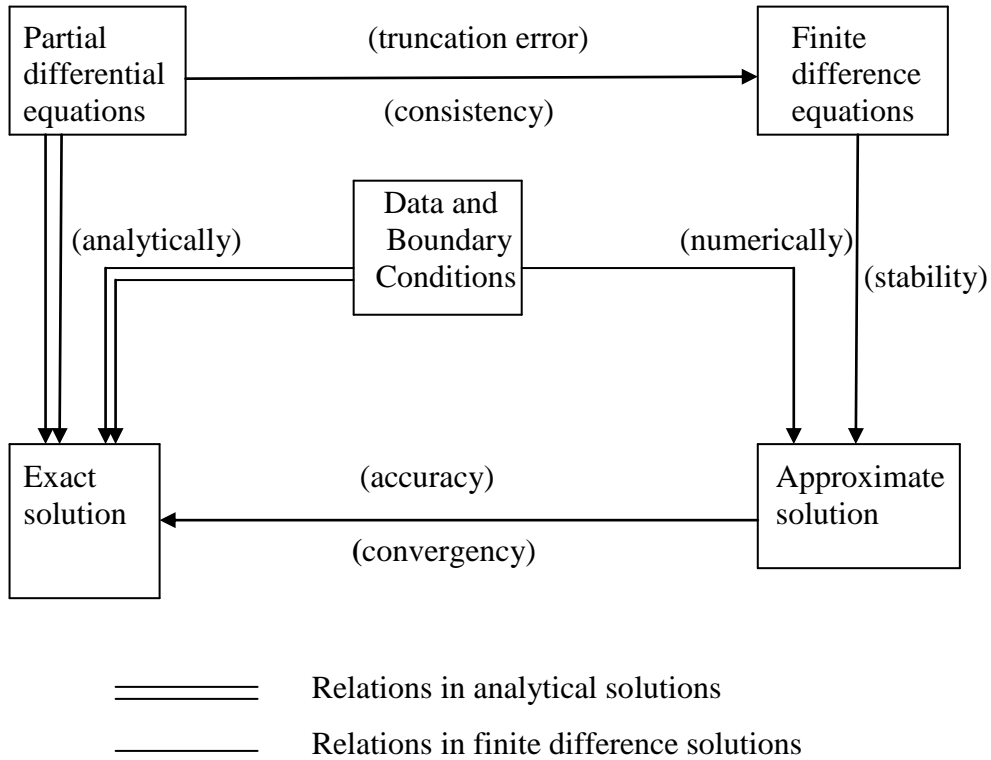 Partial
differential
equations
(truncation error)
(consistency)
Finite
difference
equations
Data and
Boundary
Conditions
(analytically)
(numerically)
(stability)
Exact
solution
(accuracy)
(convergency)
Approximate
solution
Relations in analytical solutions
Relations in finite difference solutions